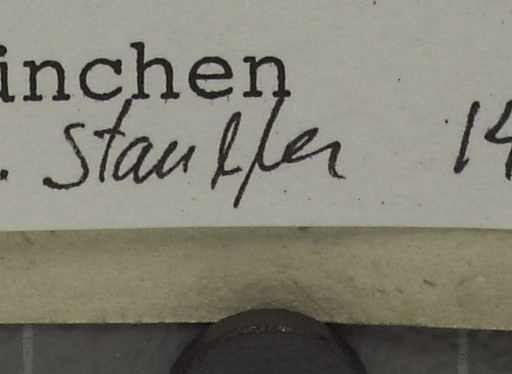 inchen
. Stauffer 14